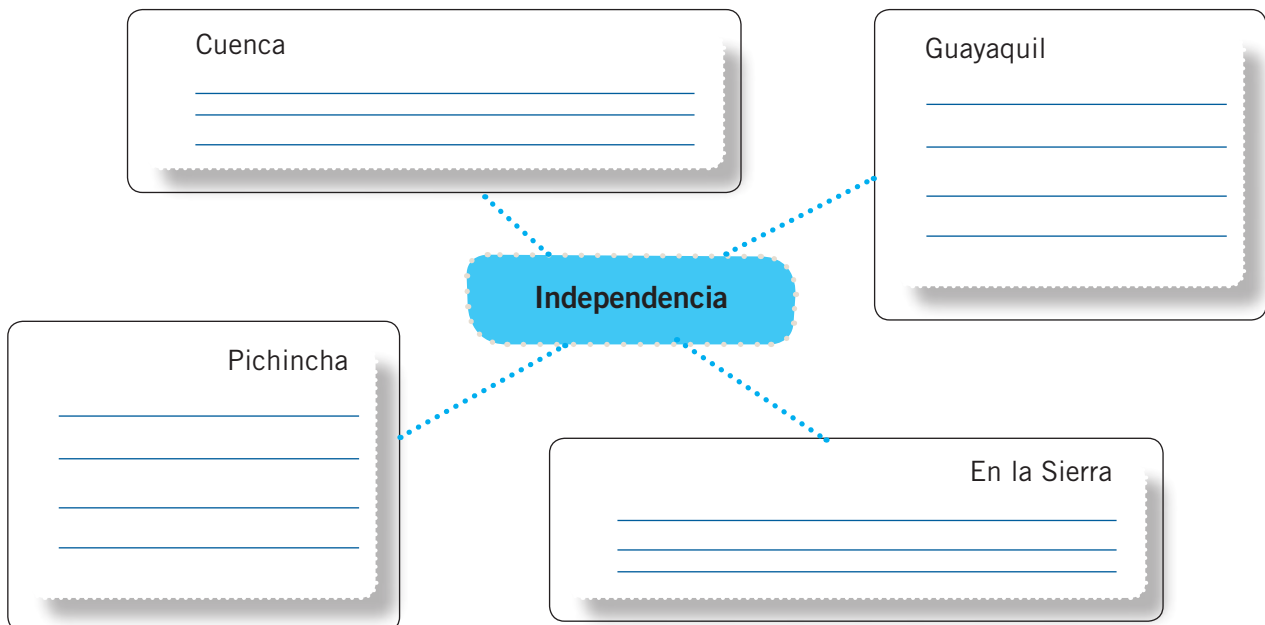 Cuenca
Guayaquil
Independencia
Pichincha
En la Sierra